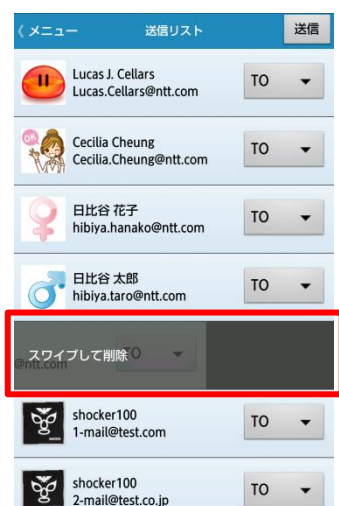 メニュー 送信リスト 送信
Lucas J. Cellars
Lucas.Cellars@ntt.com
TO
OK
Cecilia Cheung
Cecilia.Cheung@ntt.com
TO
日比谷 花子
hibiya.hanako@ntt.com
TO
日比谷 太郎
hibiya.taro@ntt.com
TO
スワイプして削除
TO
@ntt.com
shocker100
1-mail@test.com
TO
shocker100
2-mail@test.co.jp
TO